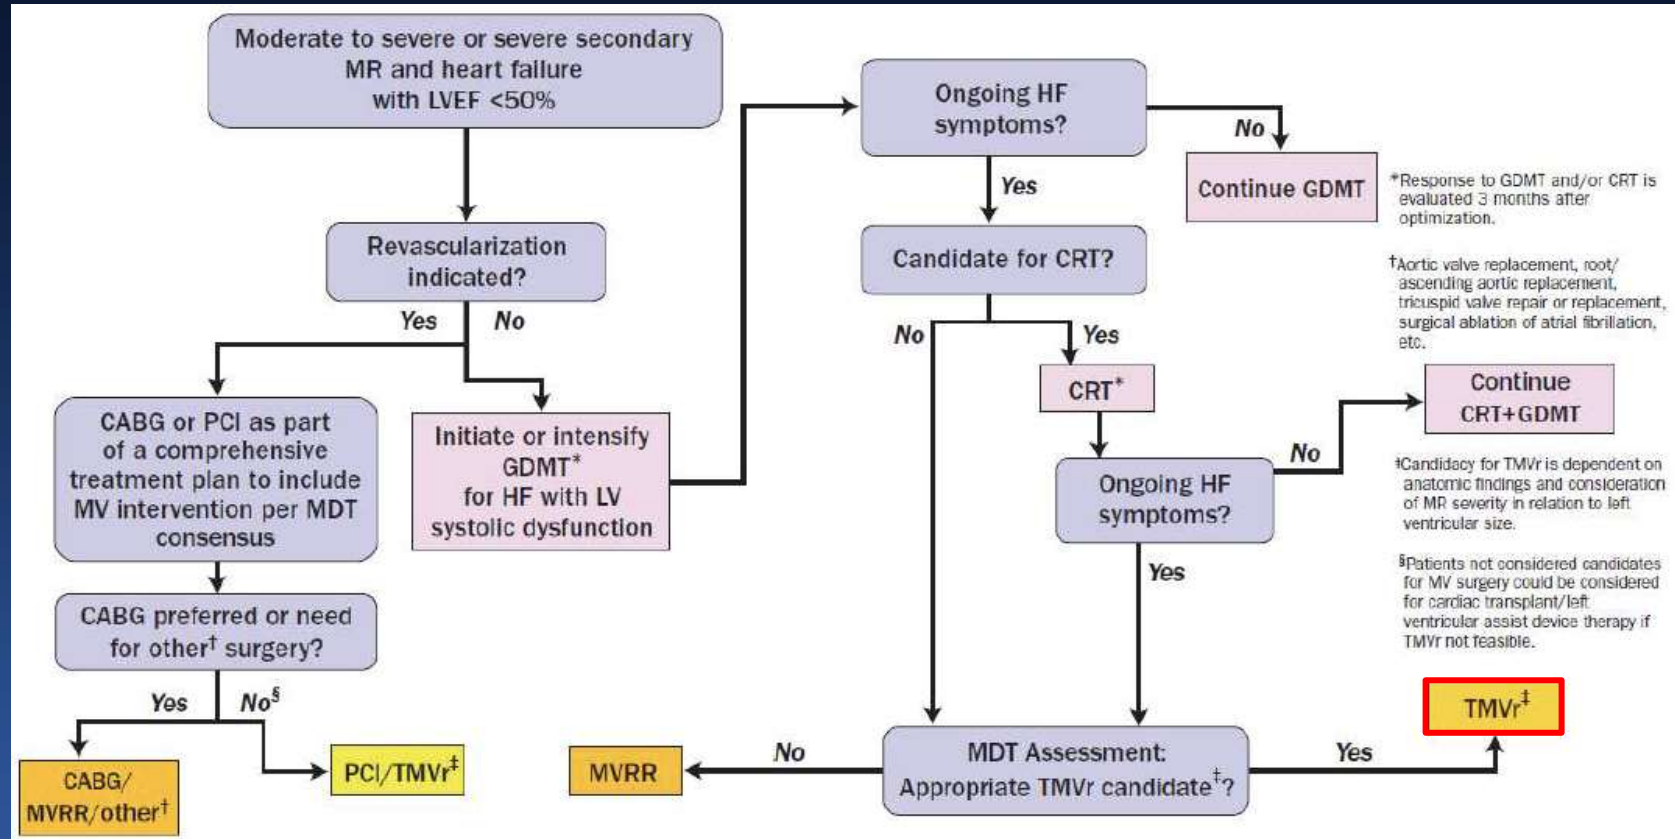 Moderate to severe or severe secondary
MR and heart failure
with LVEF <50%
Revascularization
indicated?
Yes
No
CABG or PCI as part
of a comprehensive
treatment plan to include
MV intervention per MDT
consensus
Initiate or intensify
GDMT*
for HF with LV
systolic dysfunction
CABG preferred or need
for other† surgery?
Yes
No§
CABG/
MVRR/other†
PCI/TMVr‡
Ongoing HF
symptoms?
No
Continue GDMT
Yes
Candidate for CRT?
No
Yes
CRT*
Ongoing HF
symptoms?
No
Continue
CRT+GDMT
Yes
MDT Assessment:
Appropriate TMVr candidate†?
No
MVRR
Yes
TMVr‡
*Response to GDMT and/or CRT is
evaluated 3 months after
optimization.
†Aortic valve replacement, root/
ascending aortic replacement,
tricuspid valve repair or replacement,
surgical ablation of atrial fibrillation,
etc.
‡Candidacy for TMVr is dependent on
anatomic findings and consideration
of MR severity in relation to left
ventricular size.
§Patients not considered candidates
for MV surgery could be considered
for cardiac transplant/left
ventricular assist device therapy if
TMVr not feasible.